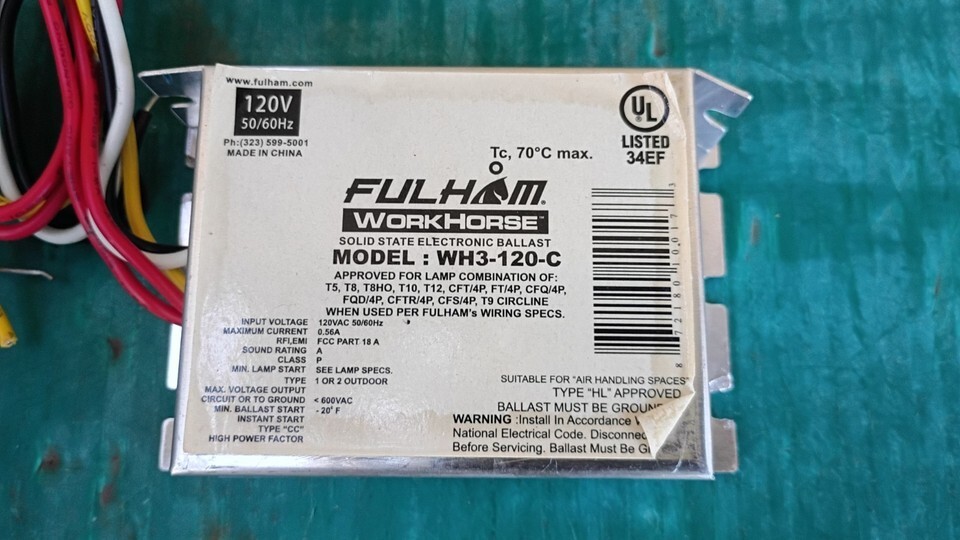 www.fulham.com
120V
50/60Hz
Ph:(323) 599-5001
MADE IN CHINA
UL
LISTED
34EF
Tc, 70°C max.
FULHAM.
WORKHORSE™
SOLID STATE ELECTRONIC BALLAST
MODEL : WH3-120-C
APPROVED FOR LAMP COMBINATION OF:
T5, T8, T8HO, T10, T12, CFT/4P, FT/4P, CFQ/4P,
FQD/4P, CFTR/4P, CFS/4P, T9 CIRCLINE
WHEN USED PER FULHAM's WIRING SPECS.
INPUT VOLTAGE 120VAC 50/60Hz
MAXIMUM CURRENT 0.56A
RFI,EMI FCC PART 18 A
SOUND RATING A
CLASS P
MIN. LAMP START SEE LAMP SPECS.
TYPE 1 OR 2 OUTDOOR
MAX. VOLTAGE OUTPUT
CIRCUIT OR TO GROUND < 600VAC
MIN. BALLAST START - 20° F
INSTANT START
TYPE "CC"
HIGH POWER FACTOR
8 72180 10017 3
SUITABLE FOR "AIR HANDLING SPACES"
TYPE "HL" APPROVED
BALLAST MUST BE
WARNING :Install In Accordance
National Electrical Code.
Before Servicing. Ballast Must Be